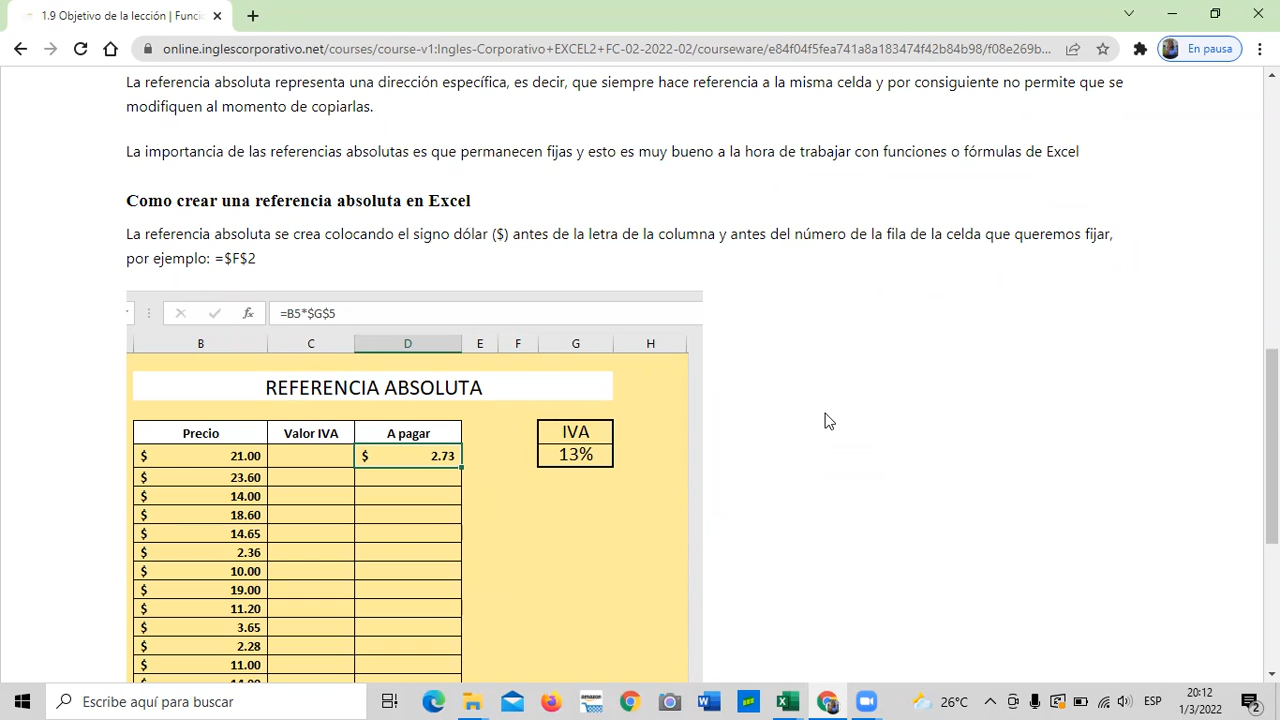 1.9 Objetivo de la lección | Funci
online.inglescorporativo.net/courses/course-v1:Ingles-Corporativo+EXCEL2+FC-02-2022-02/courseware/e84f04f5fea741a8a183474f42b84b98/f08e269b...
En pausa
La referencia absoluta representa una dirección específica, es decir, que siempre hace referencia a la misma celda y por consiguiente no permite que se
modifiquen al momento de copiarlas.
La importancia de las referencias absolutas es que permanecen fijas y esto es muy bueno a la hora de trabajar con funciones o fórmulas de Excel
Como crear una referencia absoluta en Excel
La referencia absoluta se crea colocando el signo dólar ($) antes de la letra de la columna y antes del número de la fila de la celda que queremos fijar,
por ejemplo: =$F$2
fx =B5*$G$5
B C D E F G H
REFERENCIA ABSOLUTA
Precio Valor IVA A pagar IVA
$ 21.00 $ 2.73 13%
$ 23.60
$ 14.00
$ 18.60
$ 14.65
$ 2.36
$ 10.00
$ 19.00
$ 11.20
$ 3.65
$ 2.28
$ 11.00
$ 14.00
Escribe aquí para buscar
amazon
26°C
ESP
20:12
1/3/2022
2